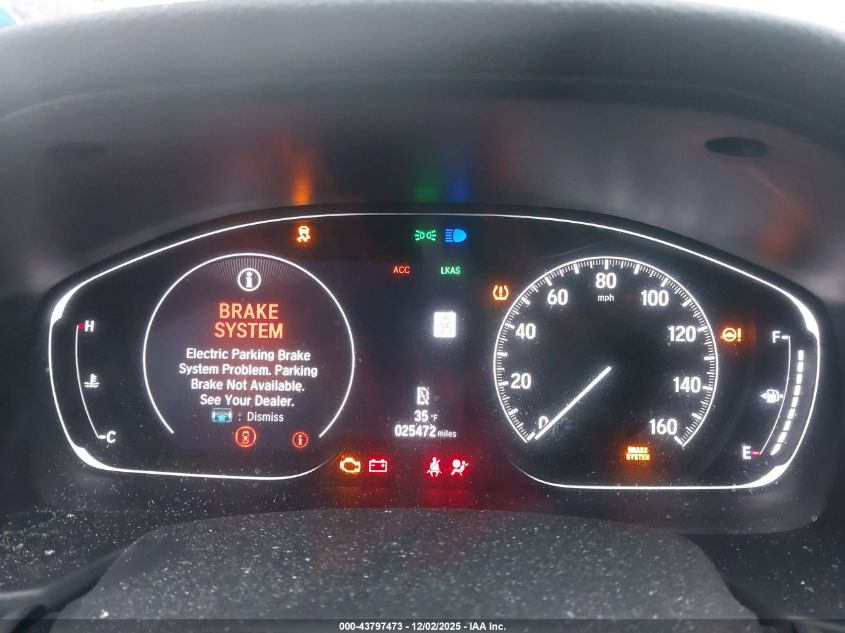 BRAKE
SYSTEM
Electric Parking Brake
System Problem. Parking
Brake Not Available.
See Your Dealer.
: Dismiss
H
C
ACC
LKAS
35
35 °F
025472 miles
0
20
40
60
80
100
120
140
160
mph
BRAKE
SYSTEM
F
E
000-43797473 - 12/02/2025 - IAA Inc.